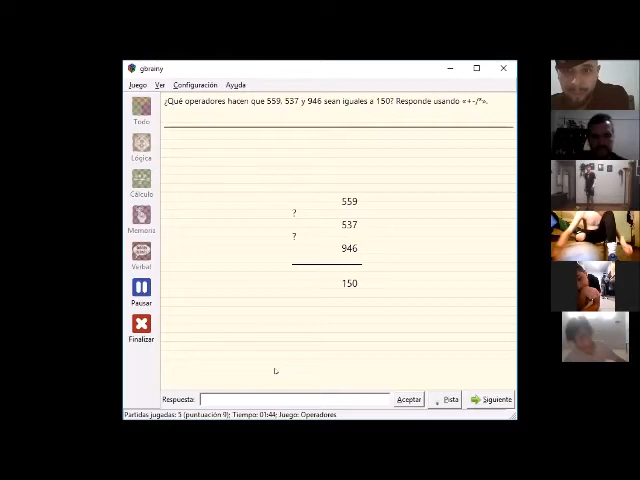 gbrainy
Juego Ver Configuración Ayuda
¿Qué operadores hacen que 559, 537 y 946 sean iguales a 150? Responde usando «+-/*».
Todo
Lógica
Cálculo
Memoria
Verbal
Pausar
Finalizar
559
?
537
?
946
150
Respuesta:
Aceptar
Pista
Siguiente
Partidas jugadas: 5 (puntuación 9); Tiempo: 01:44; Juego: Operadores